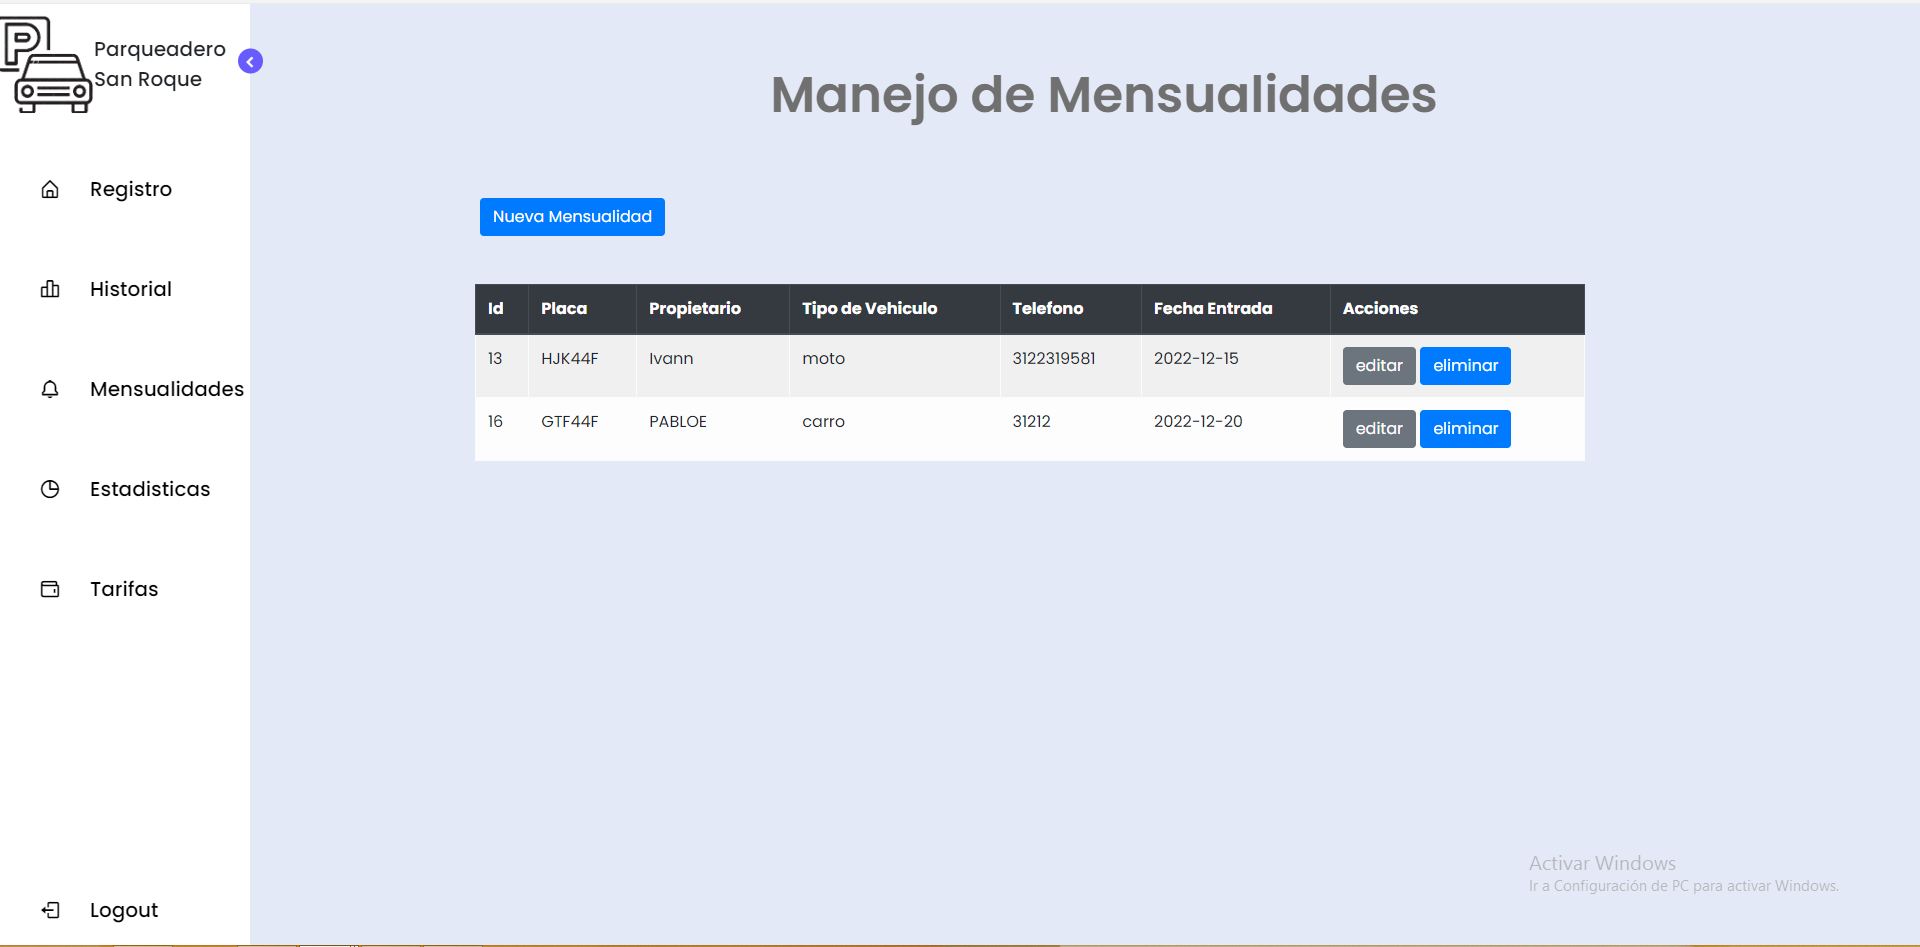 P
Parqueadero
San Roque
Registro
Historial
Mensualidades
Estadisticas
Tarifas
Logout
Manejo de Mensualidades
Nueva Mensualidad
Id Placa Propietario Tipo de Vehiculo Telefono Fecha Entrada Acciones
13 HJK44F Ivann moto 3122319581 2022-12-15 editar eliminar
16 GTF44F PABLOE carro 31212 2022-12-20 editar eliminar
Activar Windows
Ir a Configuración de PC para activar Windows.